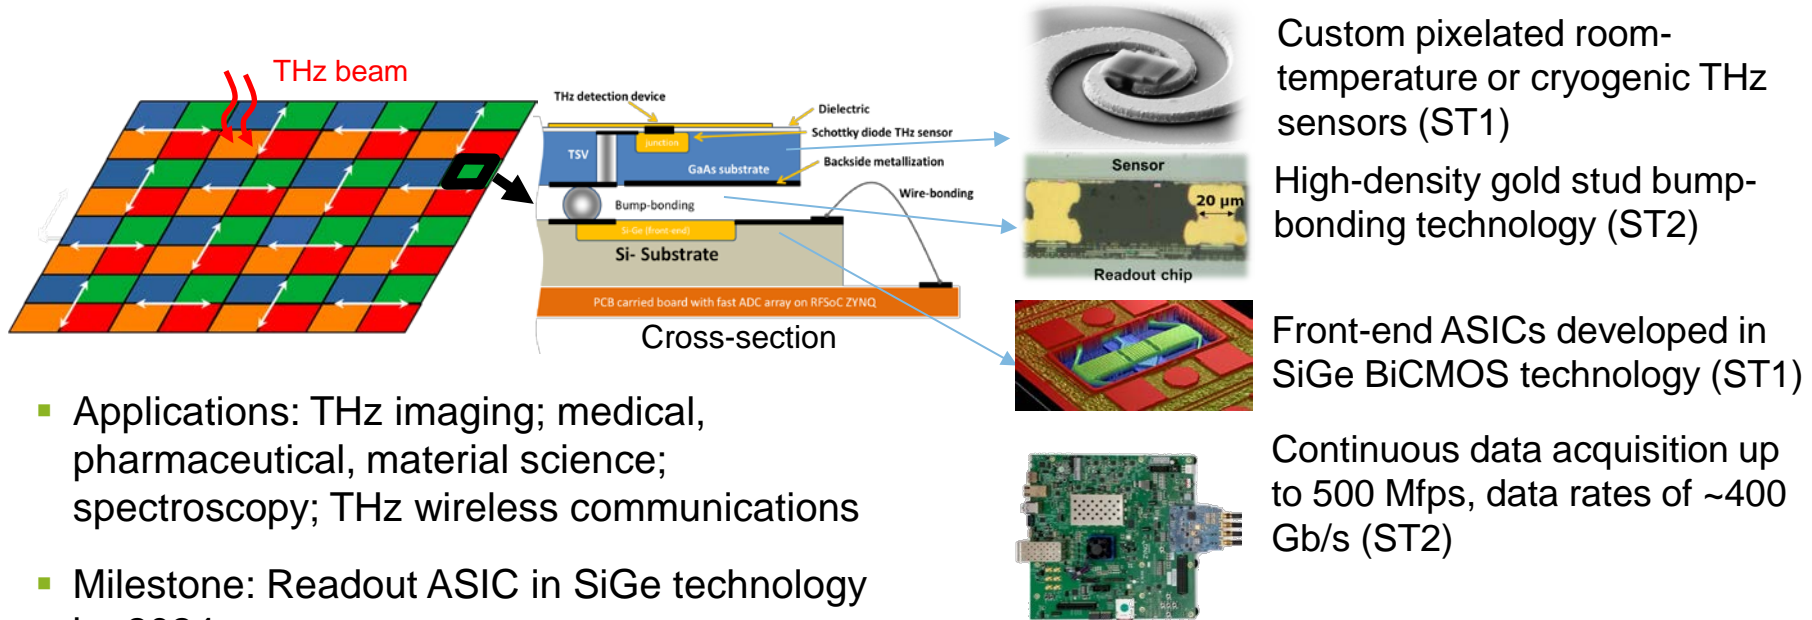 THz beam
THz detection device
Dielectric
Schottky diode THz sensor
junction
TSV
GaAs substrate
Backside metallization
Wire-bonding
Bump-bonding
Si-Ge (front-end)
Si- Substrate
PCB carried board with fast ADC array on RFSoC ZYNQ
Cross-section
Sensor
20 µm
Readout chip
Custom pixelated room-
temperature or cryogenic THz
sensors (ST1)
High-density gold stud bump-
bonding technology (ST2)
Front-end ASICs developed in
SiGe BiCMOS technology (ST1)
Continuous data acquisition up
to 500 Mfps, data rates of ~400
Gb/s (ST2)
▪ Applications: THz imaging; medical,
pharmaceutical, material science;
spectroscopy; THz wireless communications
▪ Milestone: Readout ASIC in SiGe technology